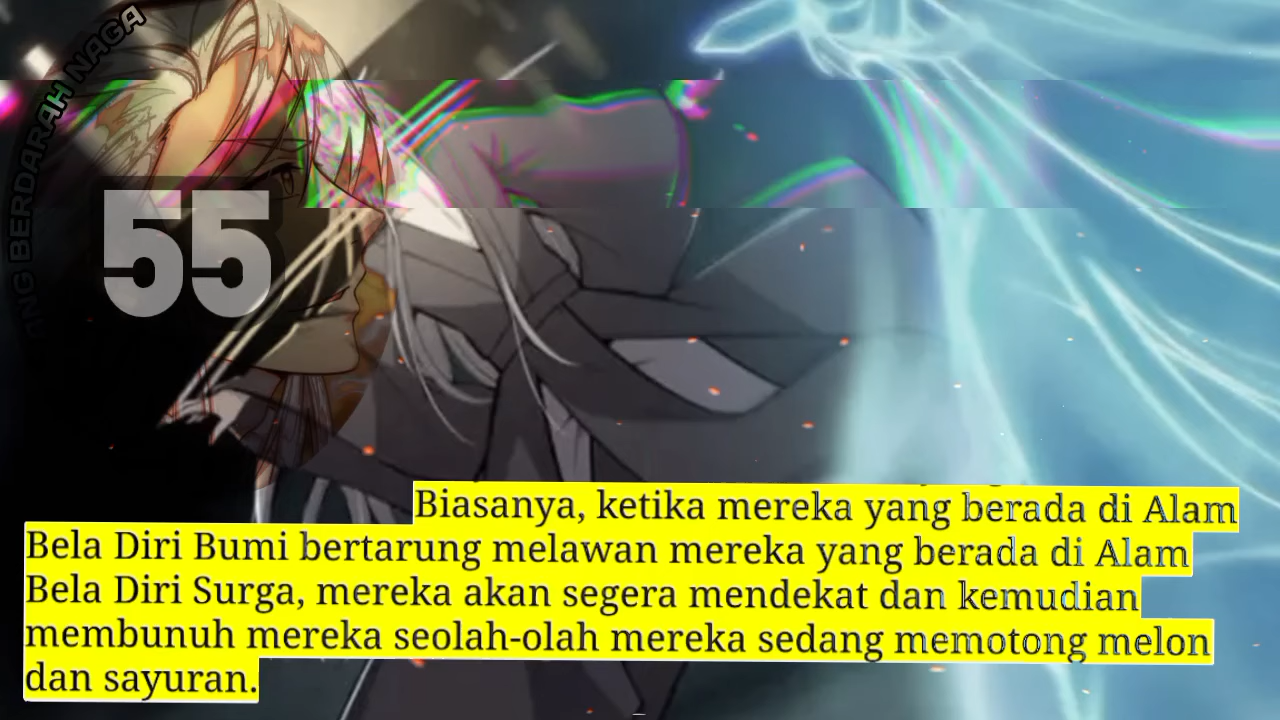 ANG BERDARAH NAGA
55
Biasanya, ketika mereka yang berada di Alam
Bela Diri Bumi bertarung melawan mereka yang berada di Alam
Bela Diri Surga, mereka akan segera mendekat dan kemudian
membunuh mereka seolah-olah mereka sedang memotong melon
dan sayuran.